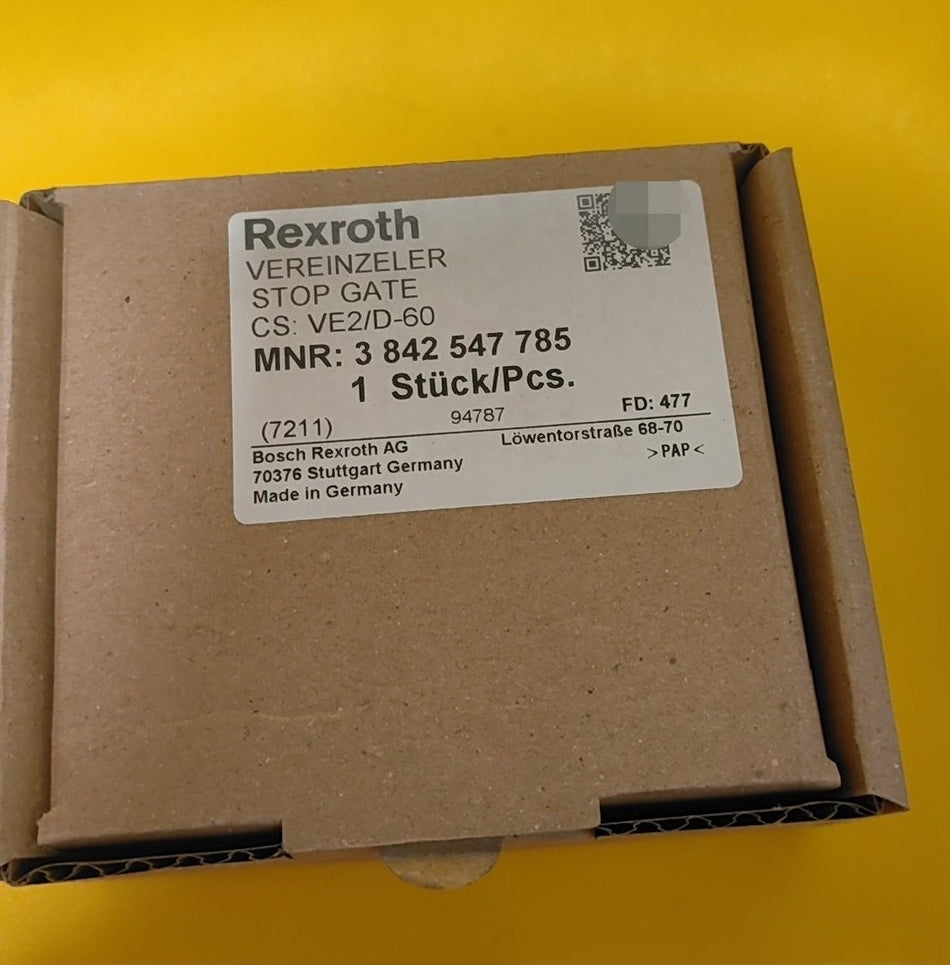 Rexroth
VEREINZELER
STOP GATE
CS: VE2/D-60
MNR: 3 842 547 785
1 Stück/Pcs.
(7211) 94787 FD: 477
Bosch Rexroth AG Löwentorstraße 68-70
70376 Stuttgart Germany >PAP<
Made in Germany